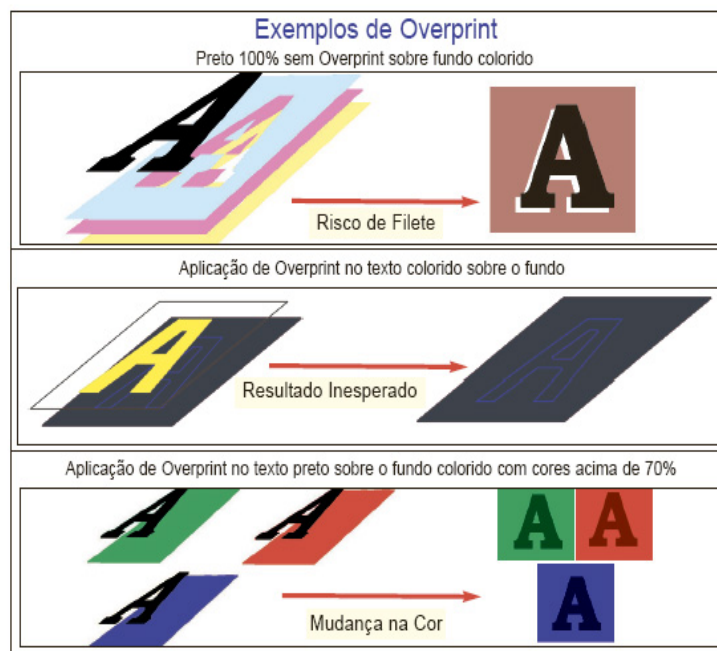 Exemplos de Overprint
Preto 100% sem Overprint sobre fundo colorido
A
A
A
A
Risco de Filete
Aplicação de Overprint no texto colorido sobre o fundo
A
A
Resultado Inesperado
Aplicação de Overprint no texto preto sobre o fundo colorido com cores acima de 70%
A
A
A
A
A
A
Mudança na Cor